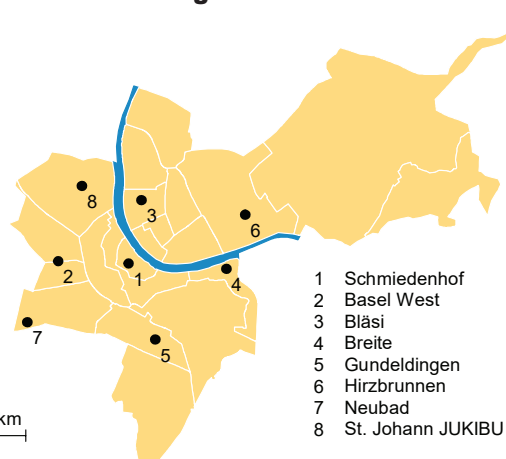 8
3
6
2
1
4
7
5
km
1 Schmiedenhof
2 Basel West
3 Bläsi
4 Breite
5 Gundeldingen
6 Hirzbrunnen
7 Neubad
8 St. Johann JUKIBU